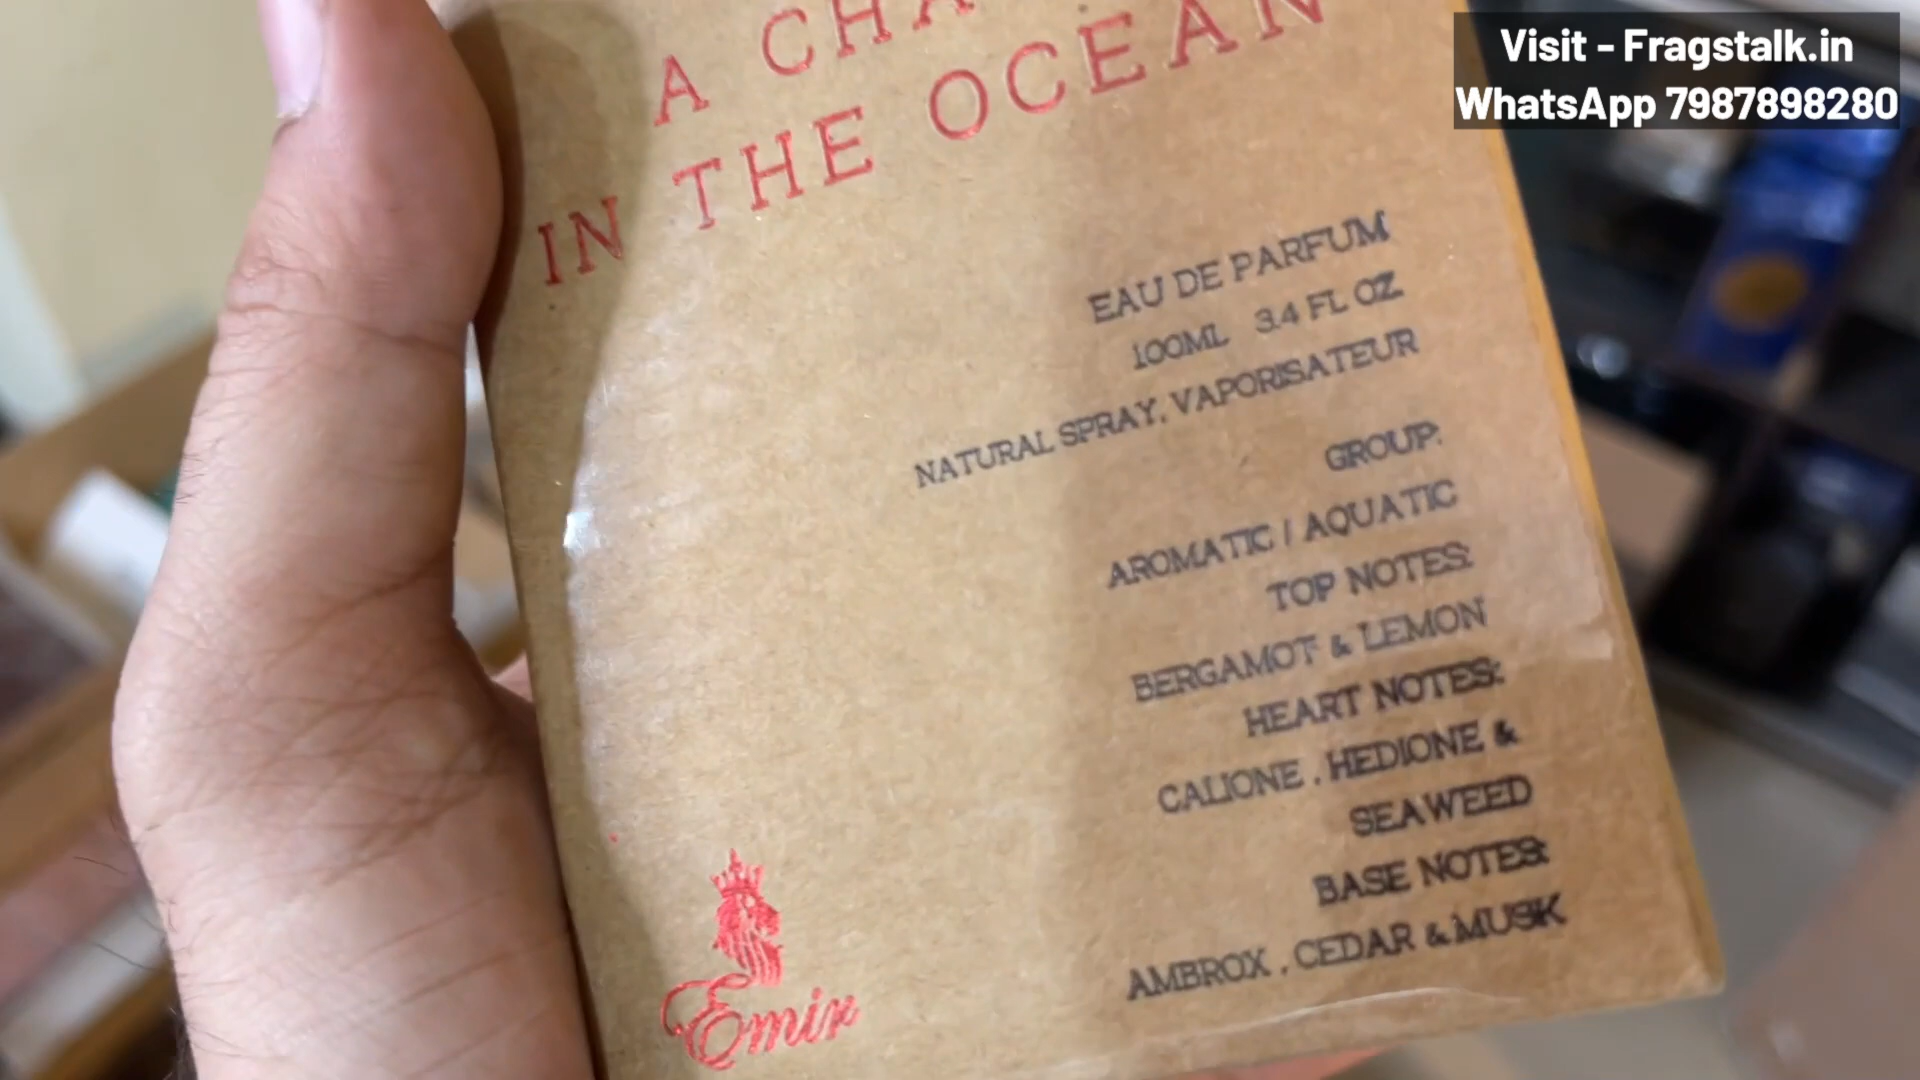 Visit - Fragstalk.in
WhatsApp 7987898280
A
IN THE OCEAN
EAU DE PARFUM
100ML 3.4 FL OZ
NATURAL SPRAY, VAPORISATEUR
GROUP:
AROMATIC / AQUATIC
TOP NOTES:
BERGAMOT & LEMON
HEART NOTES:
CALIONE , HEDIONE &
SEAWEED
BASE NOTES:
AMBROX , CEDAR & MUSK
Emir